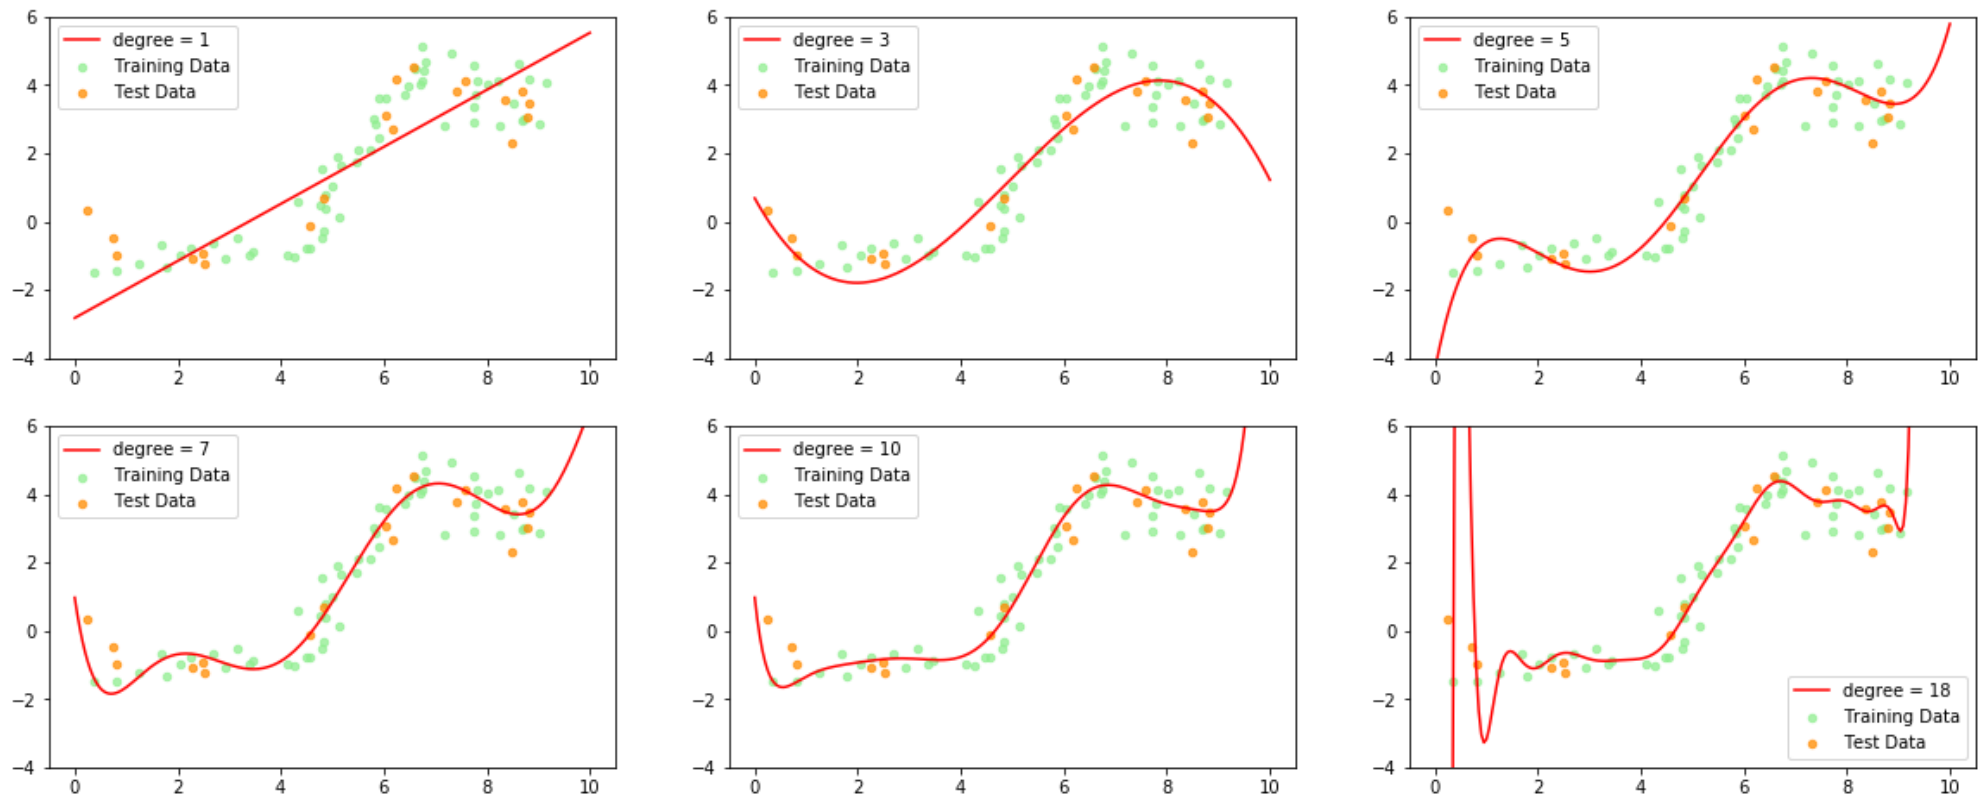 6
4
2
0
−2
−4
0 2 4 6 8 10
degree = 1
Training Data
Test Data
6
4
2
0
−2
−4
0 2 4 6 8 10
degree = 3
Training Data
Test Data
6
4
2
0
−2
−4
0 2 4 6 8 10
degree = 5
Training Data
Test Data
6
4
2
0
−2
−4
0 2 4 6 8 10
degree = 7
Training Data
Test Data
6
4
2
0
−2
−4
0 2 4 6 8 10
degree = 10
Training Data
Test Data
6
4
2
0
−2
−4
0 2 4 6 8 10
degree = 18
Training Data
Test Data